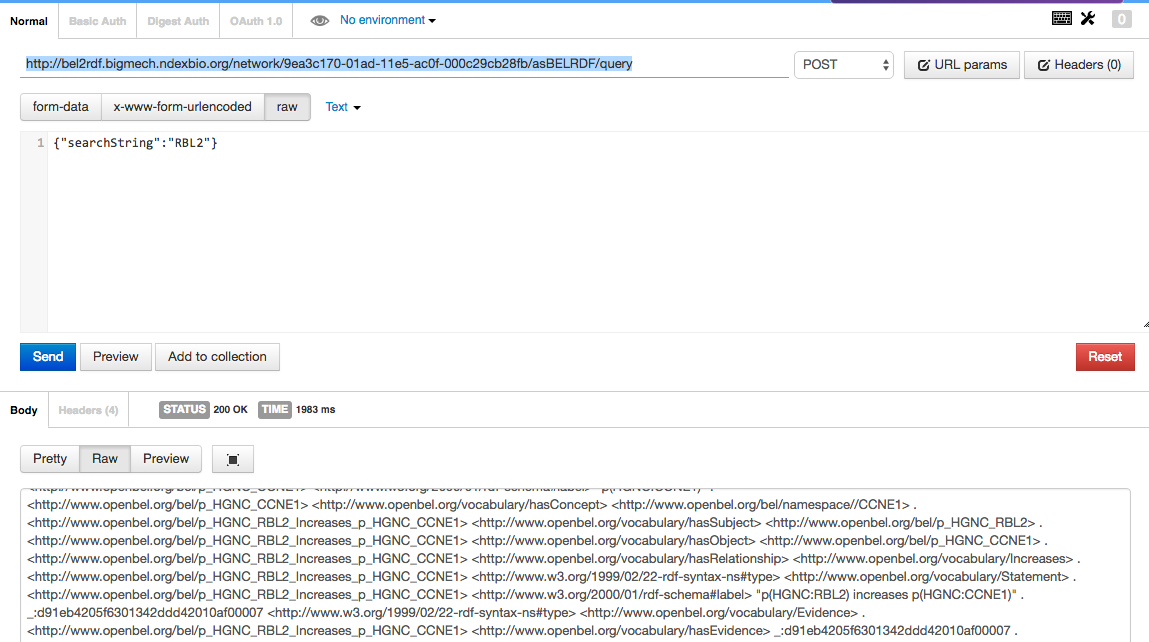 Normal Basic Auth Digest Auth OAuth 1.0 No environment 0
http://bel2rdf.bigmech.ndexbio.org/network/9ea3c170-01ad-11e5-ac0f-000c29cb28fb/asBELRDF/query POST URL params Headers (0)
form-data x-www-form-urlencoded raw Text
1 {"searchString":"RBL2"}
Send Preview Add to collection Reset
Body Headers (4) STATUS 200 OK TIME 1983 ms
Pretty Raw Preview
<http://www.openbel.org/bel/p_HGNC_CCNE1> <http://www.openbel.org/vocabulary/hasConcept> <http://www.openbel.org/bel/namespace//CCNE1> .
<http://www.openbel.org/bel/p_HGNC_RBL2_Increases_p_HGNC_CCNE1> <http://www.openbel.org/vocabulary/hasSubject> <http://www.openbel.org/bel/p_HGNC_RBL2> .
<http://www.openbel.org/bel/p_HGNC_RBL2_Increases_p_HGNC_CCNE1> <http://www.openbel.org/vocabulary/hasObject> <http://www.openbel.org/bel/p_HGNC_CCNE1> .
<http://www.openbel.org/bel/p_HGNC_RBL2_Increases_p_HGNC_CCNE1> <http://www.openbel.org/vocabulary/hasRelationship> <http://www.openbel.org/vocabulary/Increases> .
<http://www.openbel.org/bel/p_HGNC_RBL2_Increases_p_HGNC_CCNE1> <http://www.w3.org/1999/02/22-rdf-syntax-ns#type> <http://www.openbel.org/vocabulary/Statement> .
<http://www.openbel.org/bel/p_HGNC_RBL2_Increases_p_HGNC_CCNE1> <http://www.w3.org/2000/01/rdf-schema#label> "p(HGNC:RBL2) increases p(HGNC:CCNE1)" .
_:d91eb4205f6301342ddd42010af00007 <http://www.w3.org/1999/02/22-rdf-syntax-ns#type> <http://www.openbel.org/vocabulary/Evidence> .
<http://www.openbel.org/bel/p_HGNC_RBL2_Increases_p_HGNC_CCNE1> <http://www.openbel.org/vocabulary/hasEvidence> _:d91eb4205f6301342ddd42010af00007 .